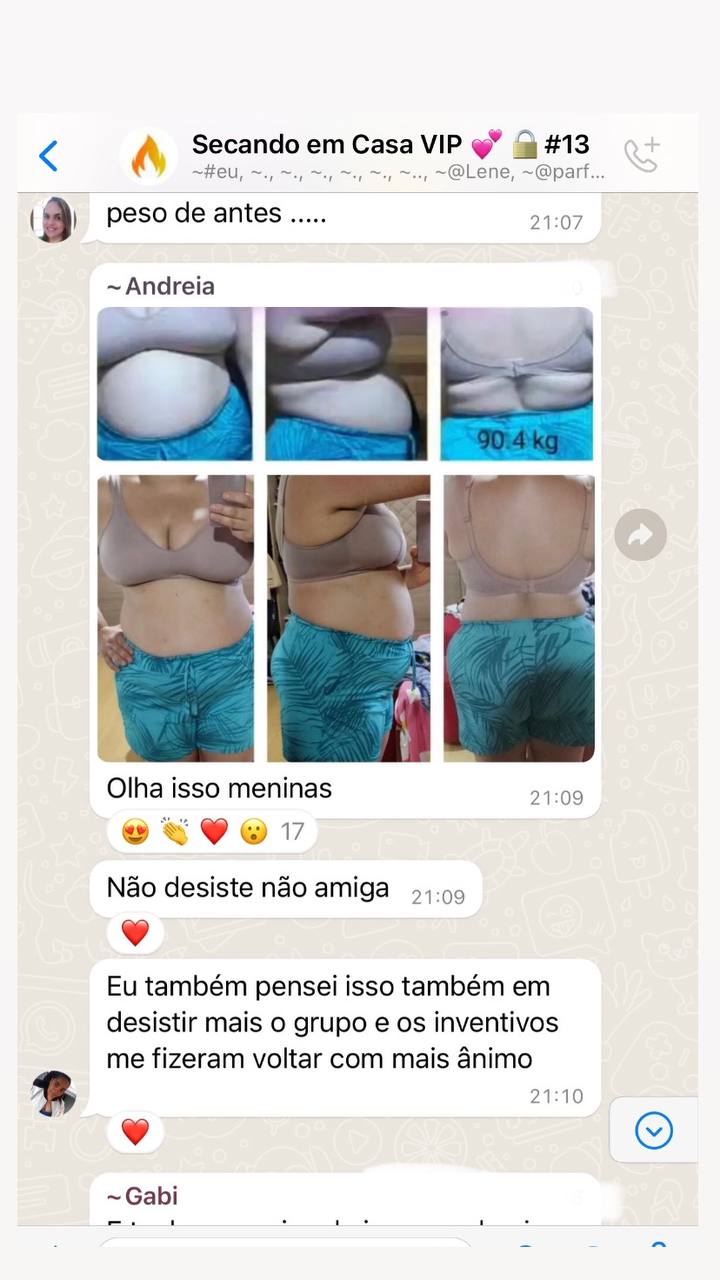 Secando em Casa VIP 💕 🔒 #13
~#eu, ~., ~., ~., ~., ~., ~.., ~@Lene, ~@parf...
peso de antes .....
21:07
~Andreia
90.4 kg
Olha isso meninas
21:09
😍 👏 ❤️ 😮 17
Não desiste não amiga 21:09
❤️
Eu também pensei isso também em
desistir mais o grupo e os inventivos
me fizeram voltar com mais ânimo
21:10
❤️
~Gabi